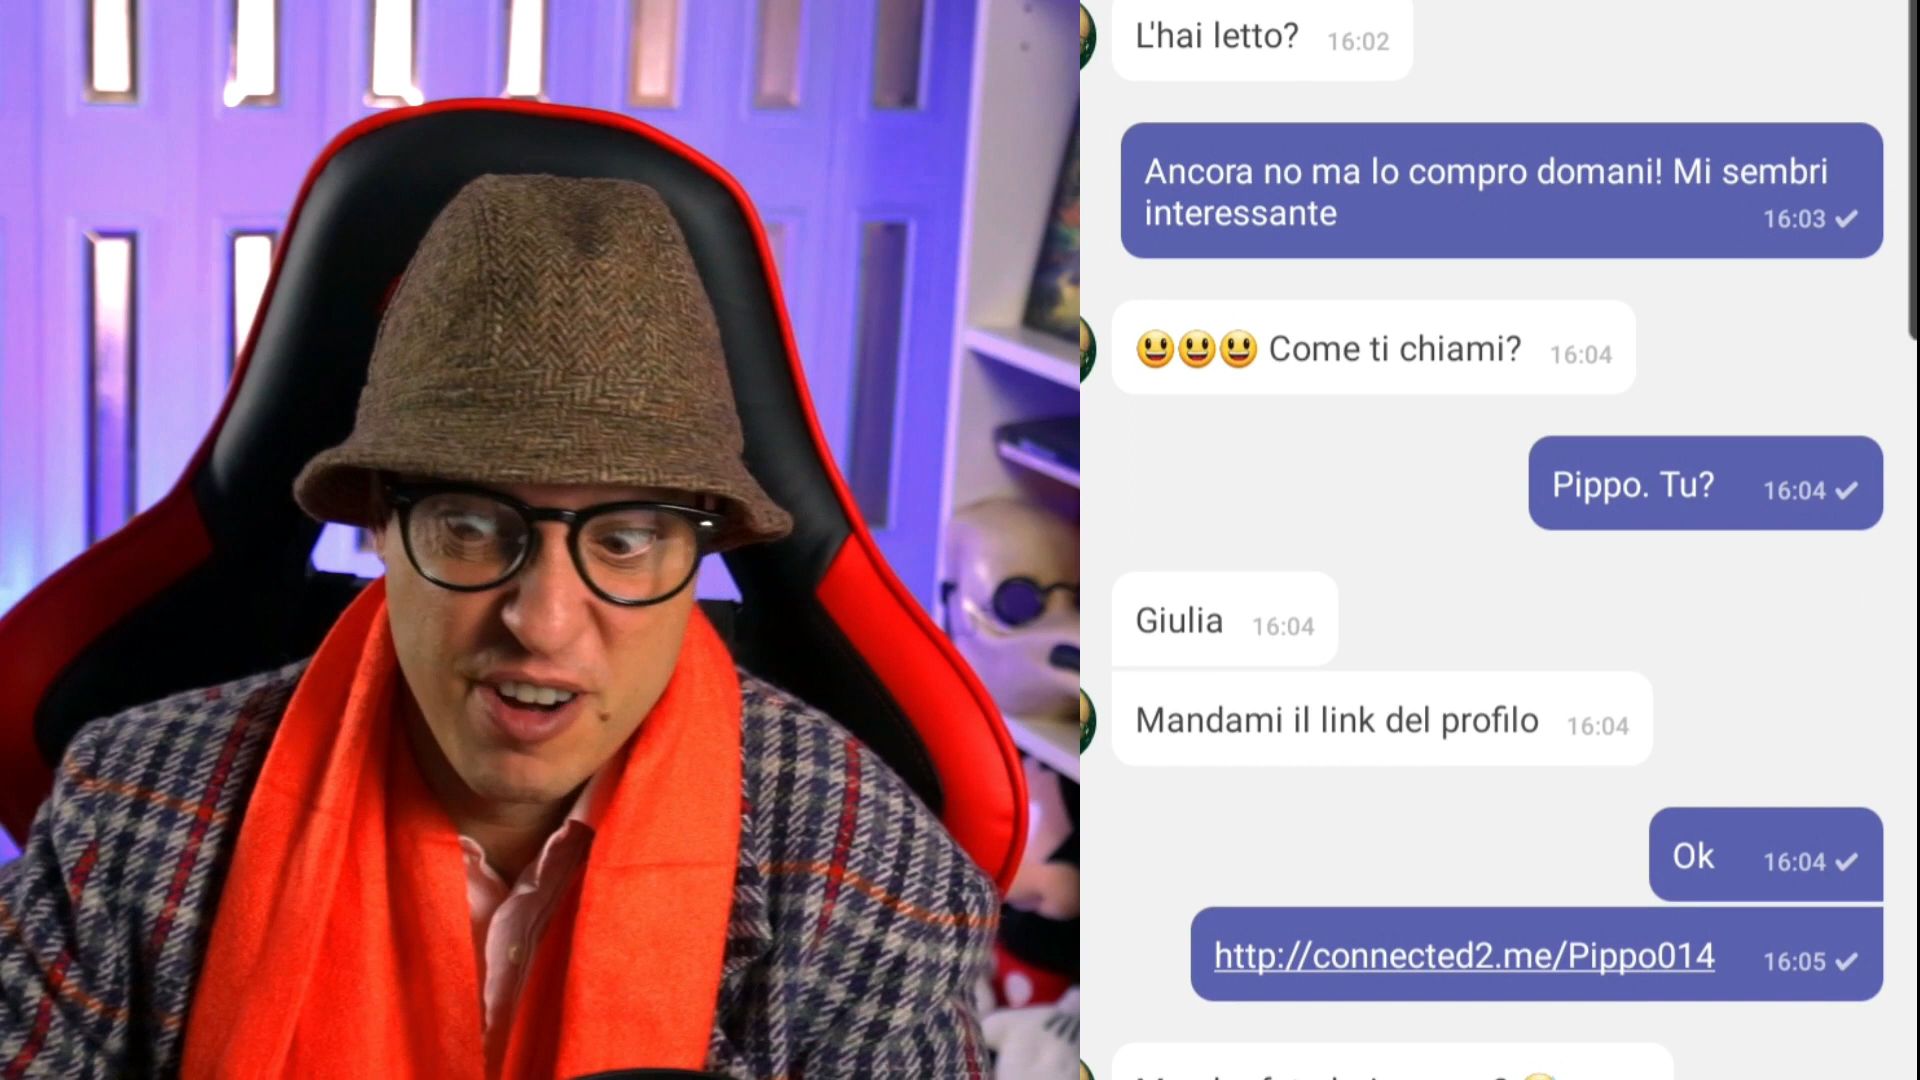 L'hai letto? 16:02
Ancora no ma lo compro domani! Mi sembri
interessante 16:03
😃😃😃 Come ti chiami? 16:04
Pippo. Tu? 16:04
Giulia 16:04
Mandami il link del profilo 16:04
Ok 16:04
http://connected2.me/Pippo014 16:05